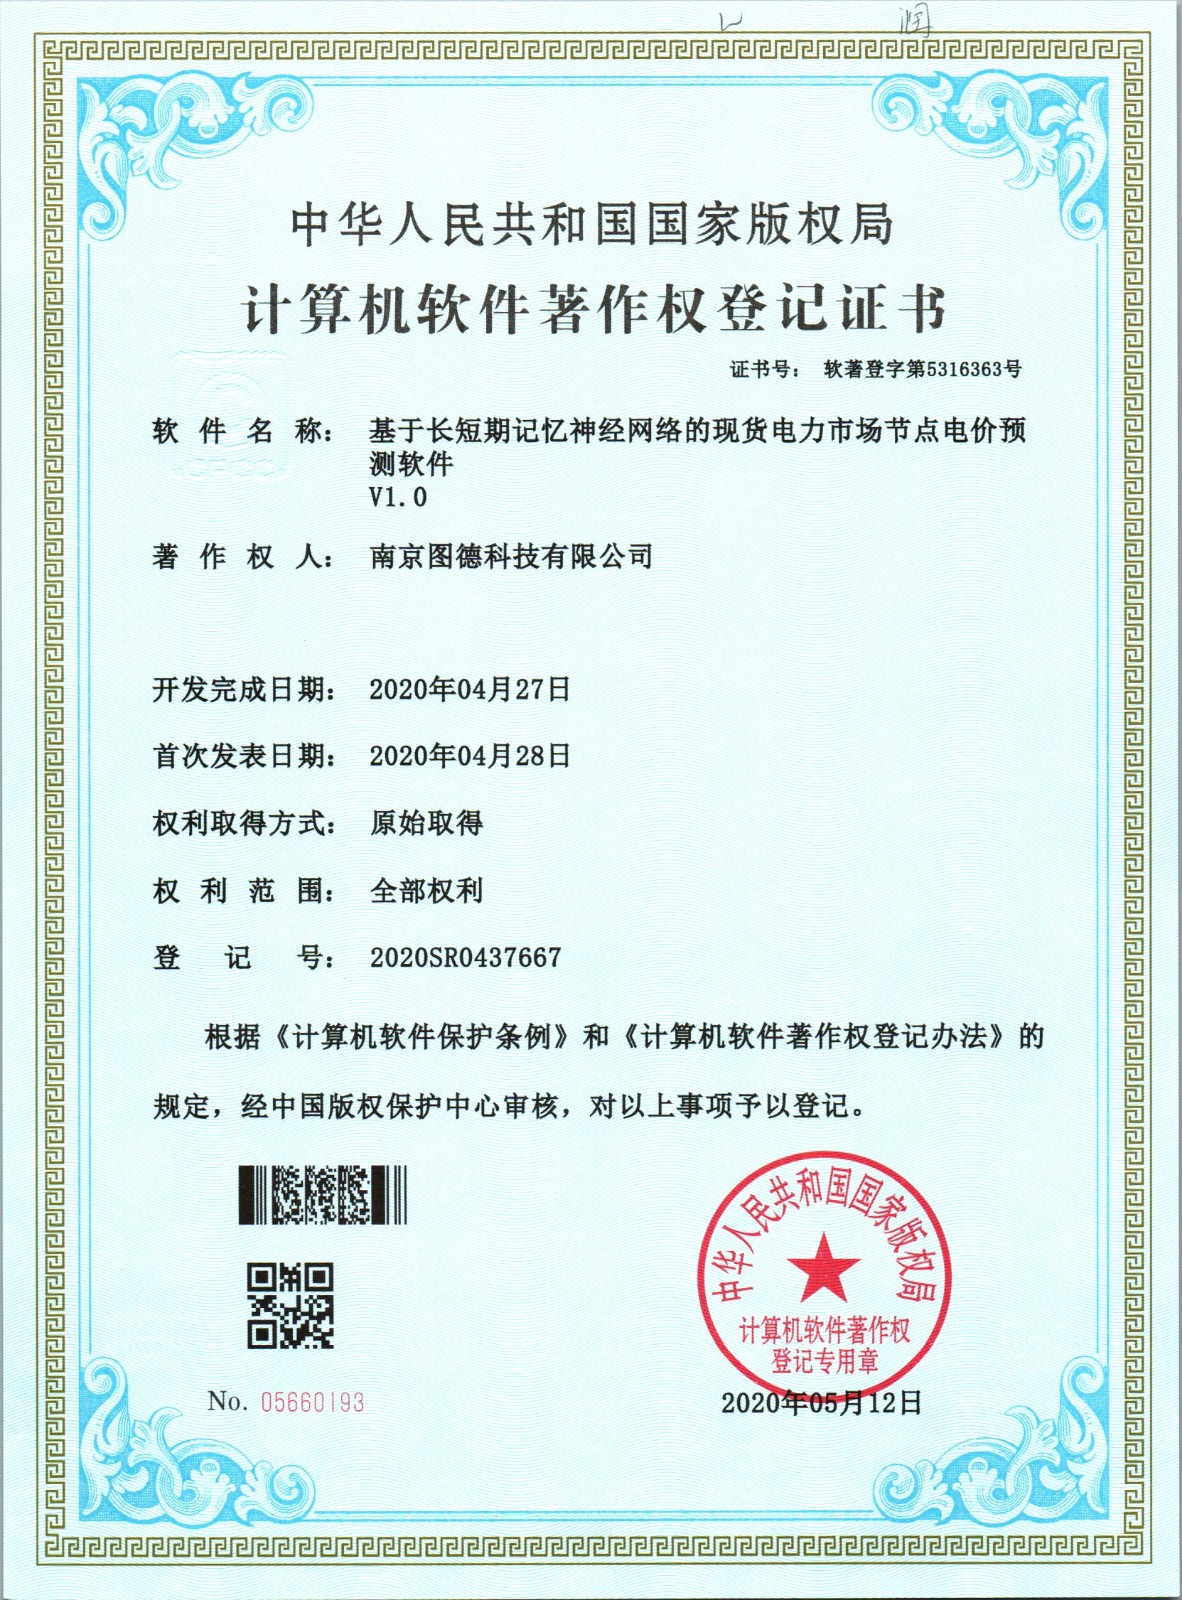 润
中华人民共和国国家版权局
计算机软件著作权登记证书
证书号： 软著登字第5316363号
软件名称： 基于长短期记忆神经网络的现货电力市场节点电价预
测软件
V1.0
著作权人： 南京图德科技有限公司
开发完成日期： 2020年04月27日
首次发表日期： 2020年04月28日
权利取得方式： 原始取得
权利范围： 全部权利
登记号： 2020SR0437667
根据《计算机软件保护条例》和《计算机软件著作权登记办法》的
规定，经中国版权保护中心审核，对以上事项予以登记。
中华人民共和国国家版权局
计算机软件著作权
登记专用章
No. 05660193
2020年05月12日